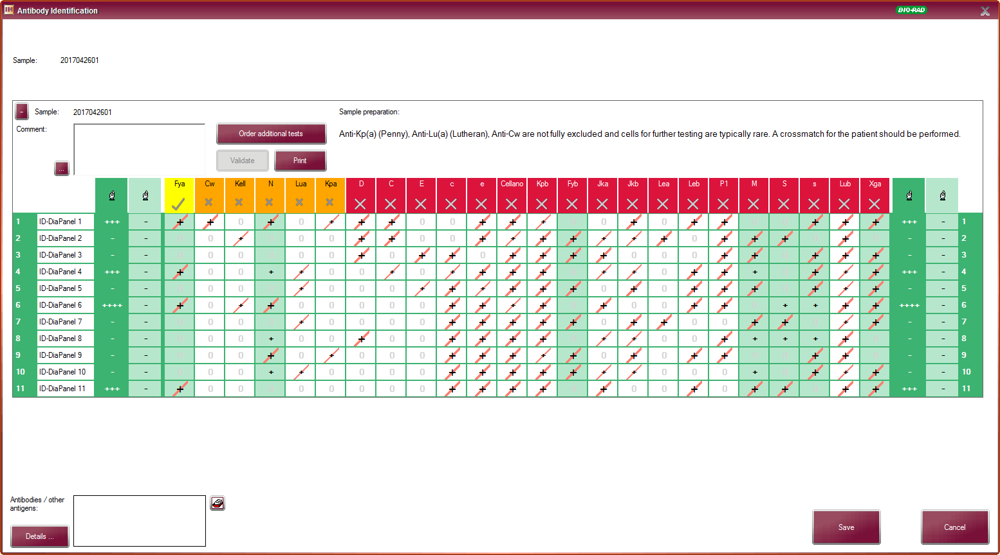 IH Antibody Identification BIO-RAD
Sample: 2017042601
- Sample: 2017042601 Sample preparation:
Comment:
Order additional tests
Anti-Kp(a) (Penny), Anti-Lu(a) (Lutheran), Anti-Cw are not fully excluded and cells for further testing are typically rare. A crossmatch for the patient should be performed.
... Validate Print
Fya Cw Kell N Lua Kpa D C E c e Cellano Kpb Fyb Jka Jkb Lea Leb P1 M S s Lub Xga
1 ID-DiaPanel 1 +++ - + + 0 + 0 + + + 0 0 + + + 0 0 + 0 + + 0 0 + + + +++ - 1
2 ID-DiaPanel 2 - - 0 0 + 0 0 0 + + 0 0 + + + + + + + 0 + + + 0 + 0 - - 2
3 ID-DiaPanel 3 - - 0 0 0 0 0 0 + 0 + + 0 + + + + 0 0 0 + + 0 + + + - - 3
4 ID-DiaPanel 4 +++ - + 0 0 + + 0 0 + 0 + + + + 0 + + 0 + + + 0 + + + +++ - 4
5 ID-DiaPanel 5 - - 0 0 0 0 + 0 0 0 + + + + + + 0 + 0 + + + 0 + + + - - 5
6 ID-DiaPanel 6 ++++ - + 0 + + 0 0 0 0 0 + + + + 0 + 0 0 + + 0 + + + + ++++ - 6
7 ID-DiaPanel 7 - - 0 0 0 0 + 0 0 0 0 + + + + + 0 + + 0 0 + + 0 + + - - 7
8 ID-DiaPanel 8 - - 0 0 0 + 0 0 + 0 0 + + + + 0 + + 0 0 + + + + + 0 - - 8
9 ID-DiaPanel 9 - - 0 0 0 + 0 + 0 0 0 + + + + + 0 + 0 + + 0 0 + + 0 - - 9
10 ID-DiaPanel 10 - - 0 0 0 + + 0 0 0 0 + + + + + + + 0 0 0 + 0 + + + - - 10
11 ID-DiaPanel 11 +++ - + 0 0 0 0 0 0 0 0 + + + + 0 + 0 0 + 0 + + 0 + + +++ - 11
Antibodies / other
antigens:
Details ... Save Cancel